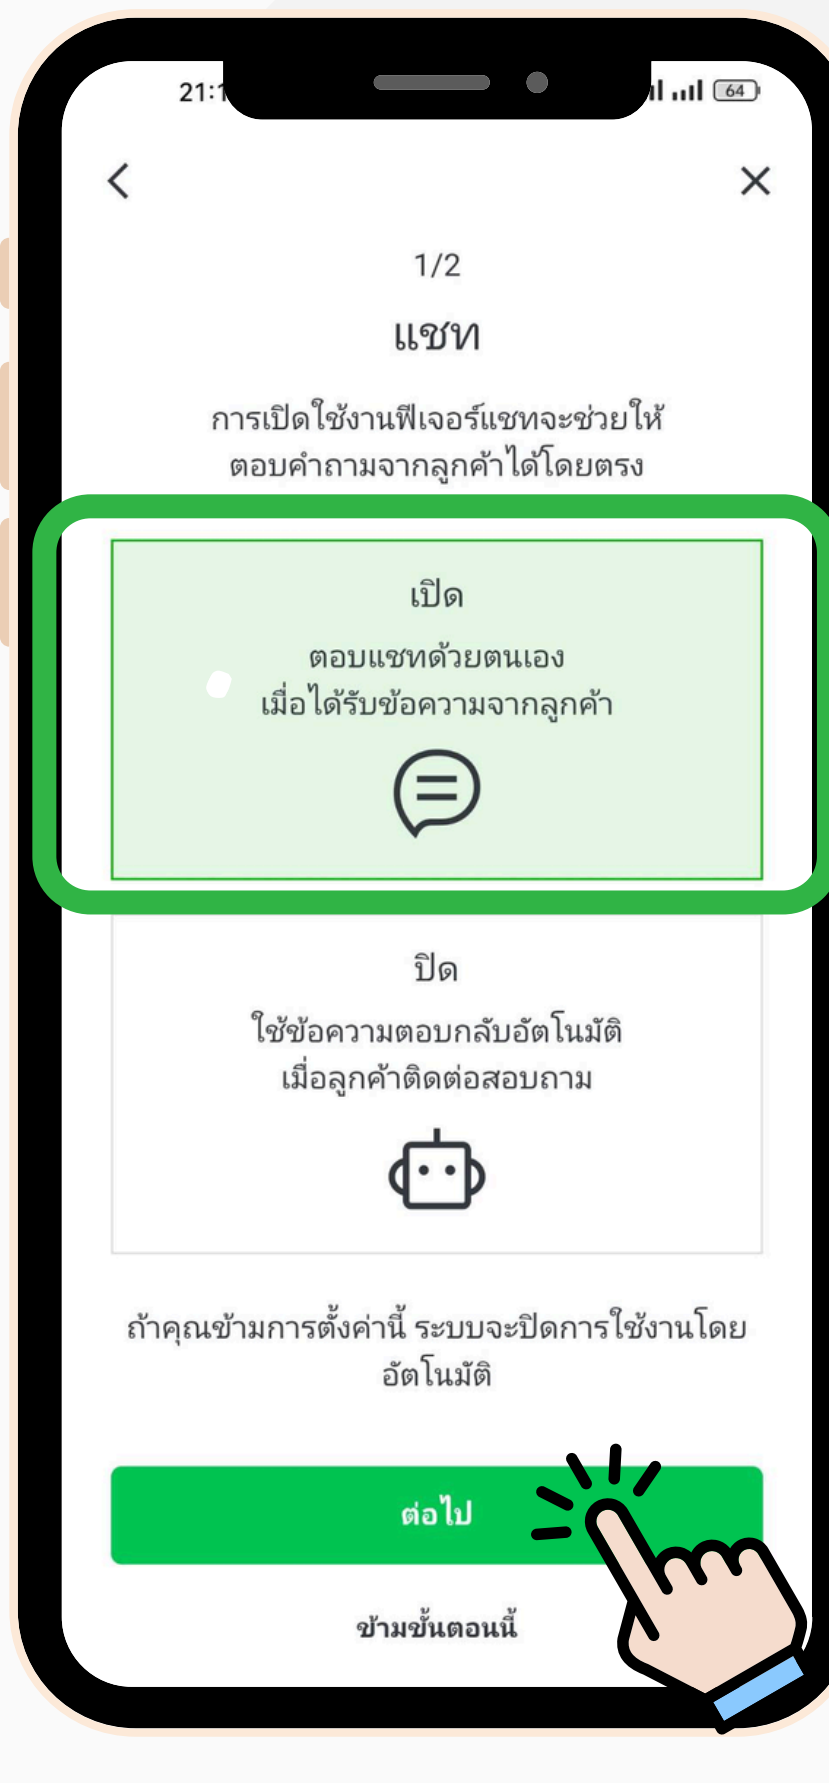 64
1/2
แชท
การเปิดใช้งานฟีเจอร์แชทจะช่วยให้
ตอบคำถามจากลูกค้าได้โดยตรง
เปิด
ตอบแชทด้วยตนเอง
เมื่อได้รับข้อความจากลูกค้า
ปิด
ใช้ข้อความตอบกลับอัตโนมัติ
เมื่อลูกค้าติดต่อสอบถาม
ถ้าคุณข้ามการตั้งค่านี้ ระบบจะปิดการใช้งานโดย
อัตโนมัติ
ต่อไป
ข้ามขั้นตอนนี้